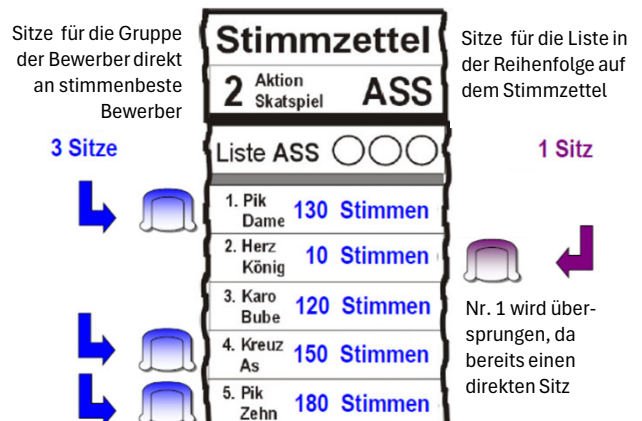 Sitze für die Gruppe
der Bewerber direkt
an stimmenbeste
Bewerber
3 Sitze
Stimmzettel
2 Aktion
Skatspiel ASS
Liste ASS
1. Pik
Dame 130 Stimmen
2. Herz
König 10 Stimmen
3. Karo
Bube 120 Stimmen
4. Kreuz
As 150 Stimmen
5. Pik
Zehn 180 Stimmen
Sitze für die Liste in
der Reihenfolge auf
dem Stimmzettel
1 Sitz
Nr. 1 wird über-
sprungen, da
bereits einen
direkten Sitz